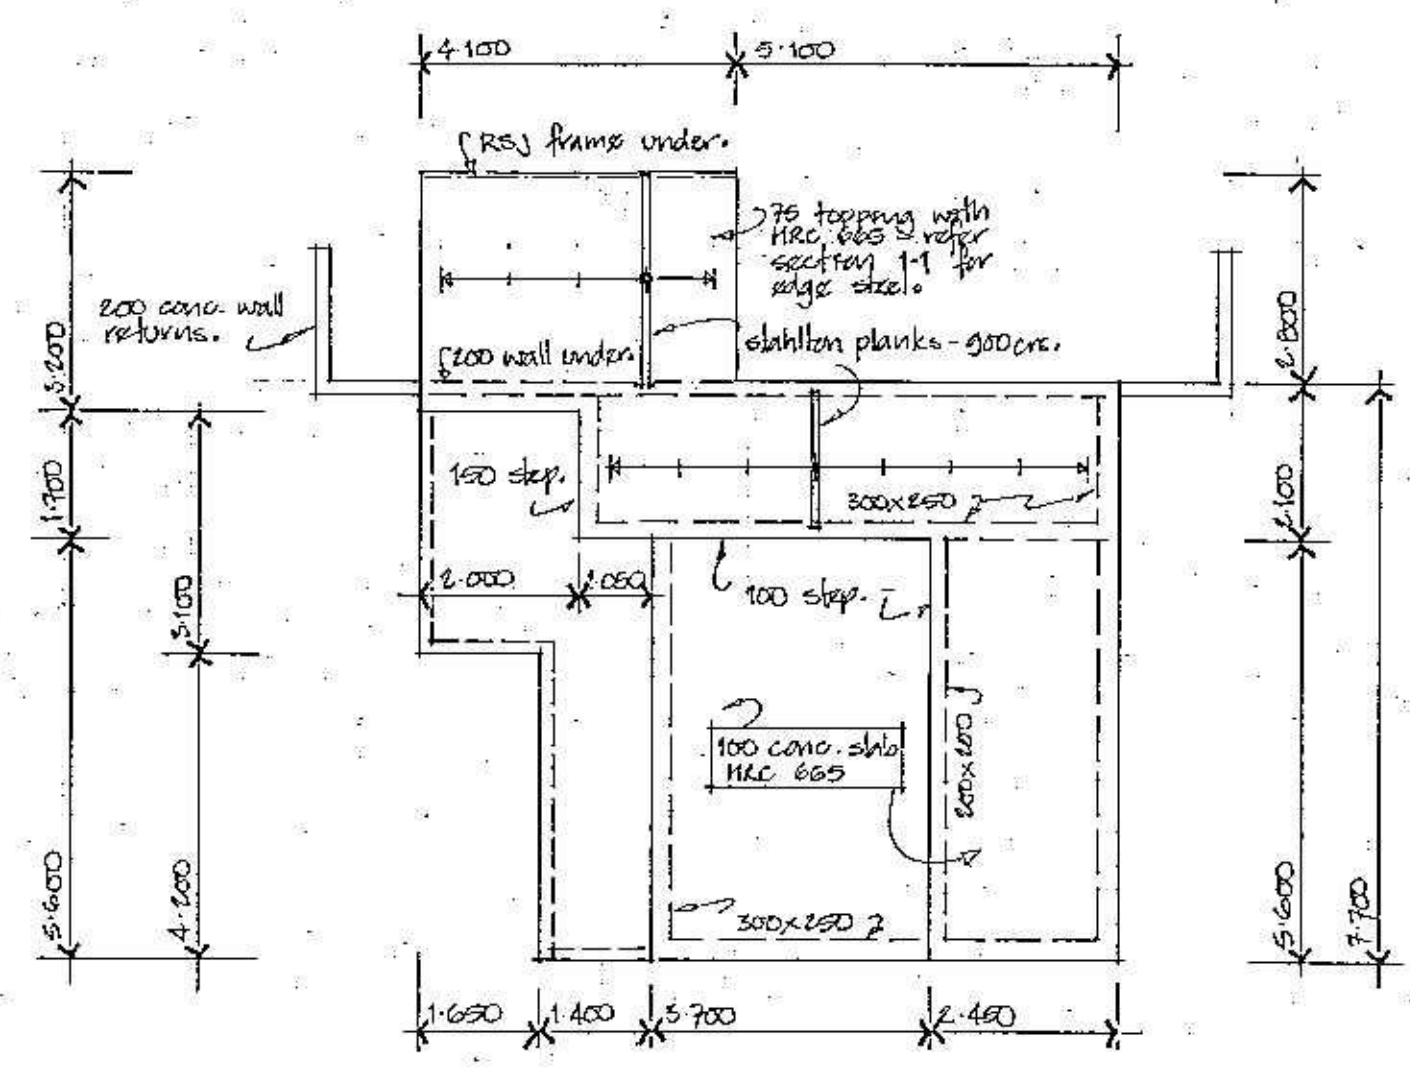 4.100
5.100
RSJ frame under.
75 topping with
HRC 665 - refer
section 1-1 for
edge steel.
200 conc. wall
returns.
3.200
2.800
200 wall under.
stahlton planks - 900 crs.
150 step.
300x250
1.700
2.100
2.000
1.050
100 step.
3.100
100 conc. slab
HRC 665
200x200
300x250
5.600
4.200
5.600
7.700
1.650
1.400
3.700
2.450